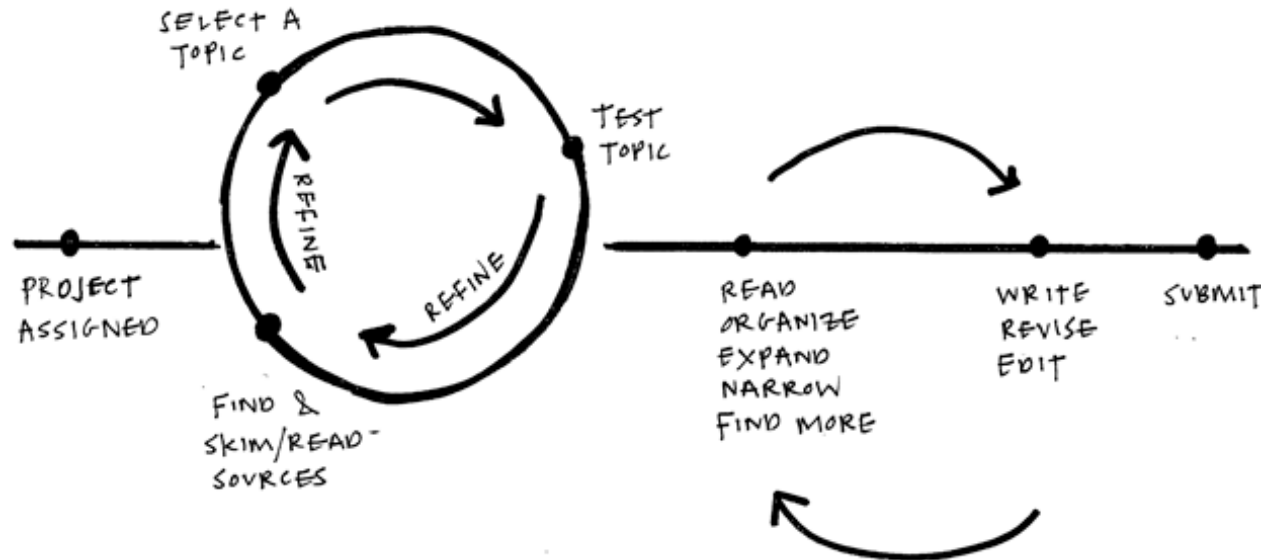 SELECT A
TOPIC
TEST
TOPIC
REFINE
REFINE
PROJECT
ASSIGNED
FIND &
SKIM/READ
SOURCES
READ
ORGANIZE
EXPAND
NARROW
FIND MORE
WRITE
REVISE
EDIT
SUBMIT